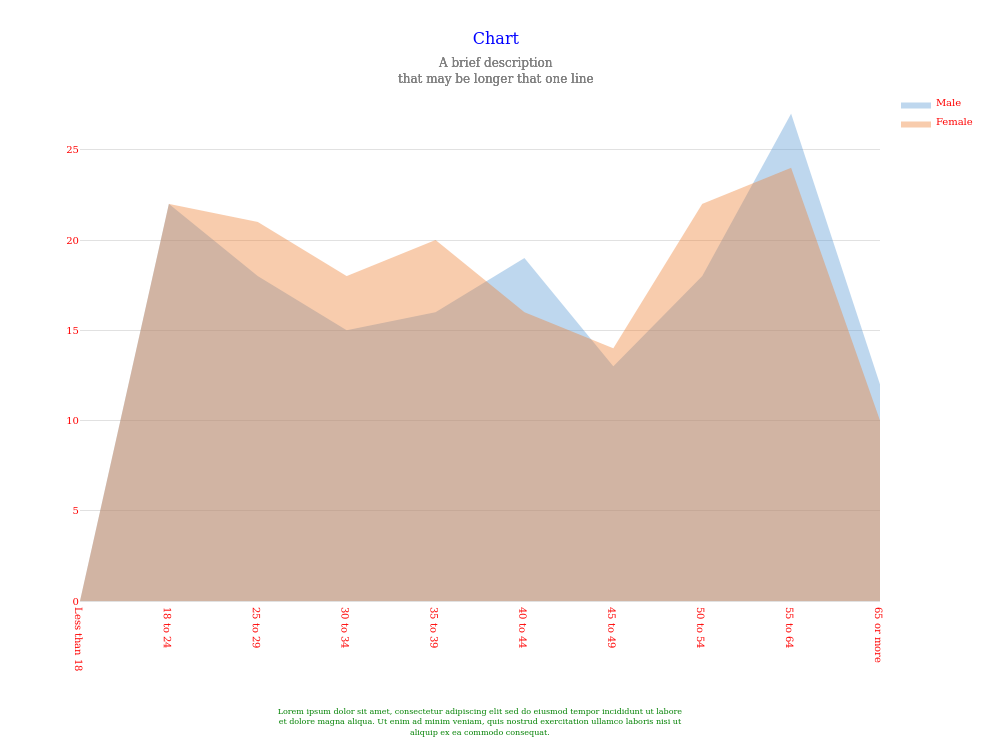 Chart
A brief description
that may be longer that one line
Male
Female
25
20
15
10
5
0
Less than 18
18 to 24
25 to 29
30 to 34
35 to 39
40 to 44
45 to 49
50 to 54
55 to 64
65 or more
Lorem ipsum dolor sit amet, consectetur adipiscing elit sed do eiusmod tempor incididunt ut labore
et dolore magna aliqua. Ut enim ad minim veniam, quis nostrud exercitation ullamco laboris nisi ut
aliquip ex ea commodo consequat.